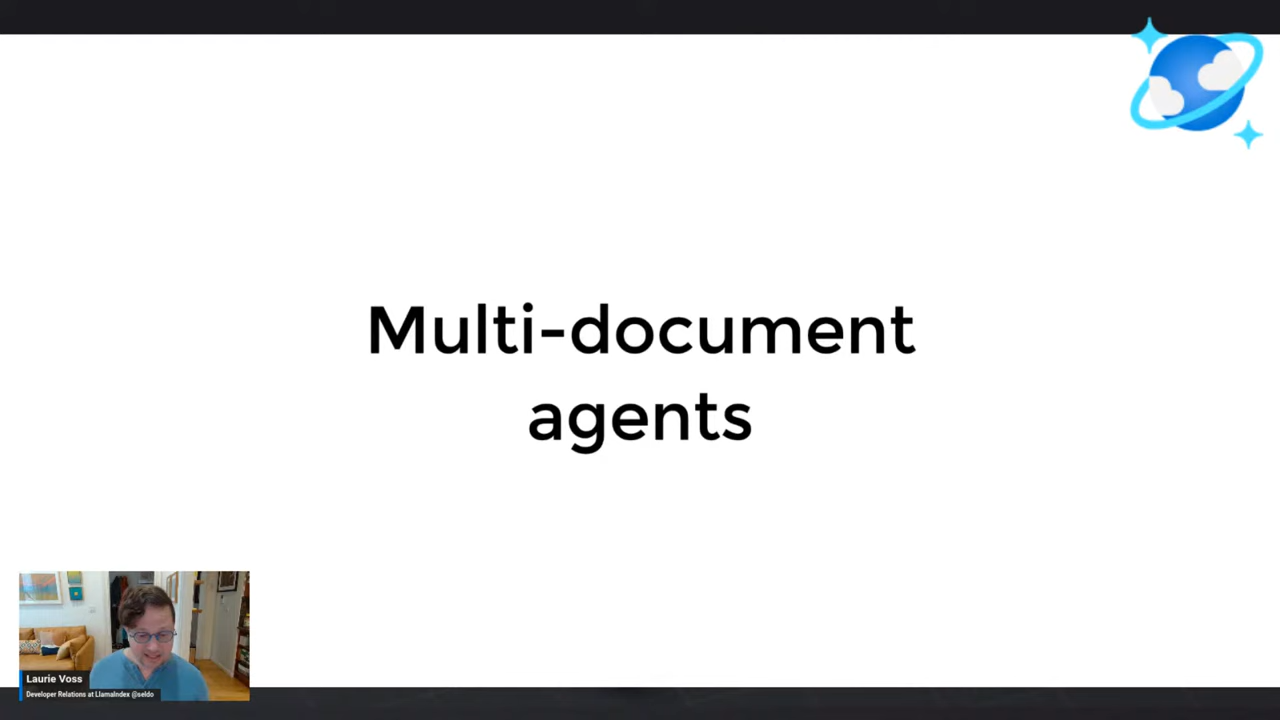 Multi-document
agents
Laurie Voss
Developer Relations at LlamaIndex @seldo